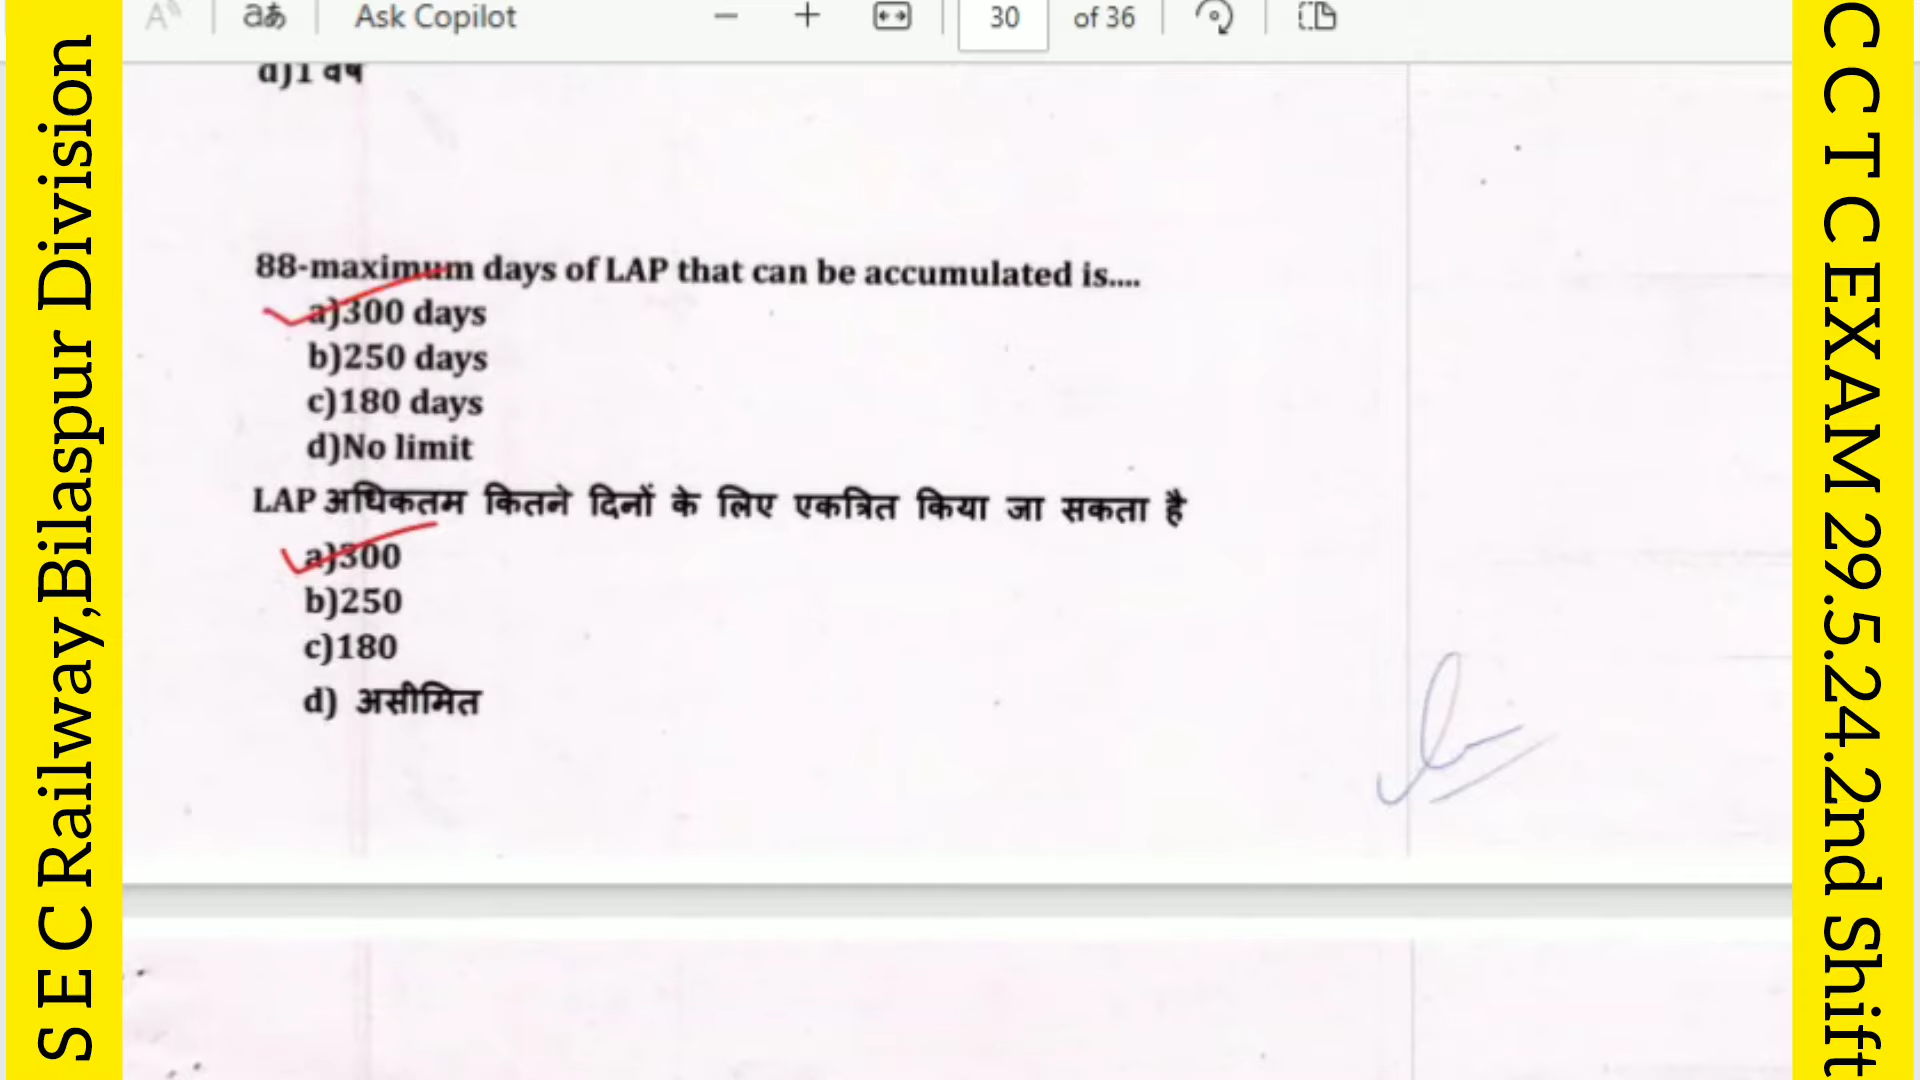 Ask Copilot
30 of 36
d)1 वर्ष
88-maximum days of LAP that can be accumulated is....
a)300 days
b)250 days
c)180 days
d)No limit
LAP अधिकतम कितने दिनों के लिए एकत्रित किया जा सकता है
a)300
b)250
c)180
d) असीमित
S E C Railway,Bilaspur Division
C C T C EXAM 29.5.24.2nd Shift